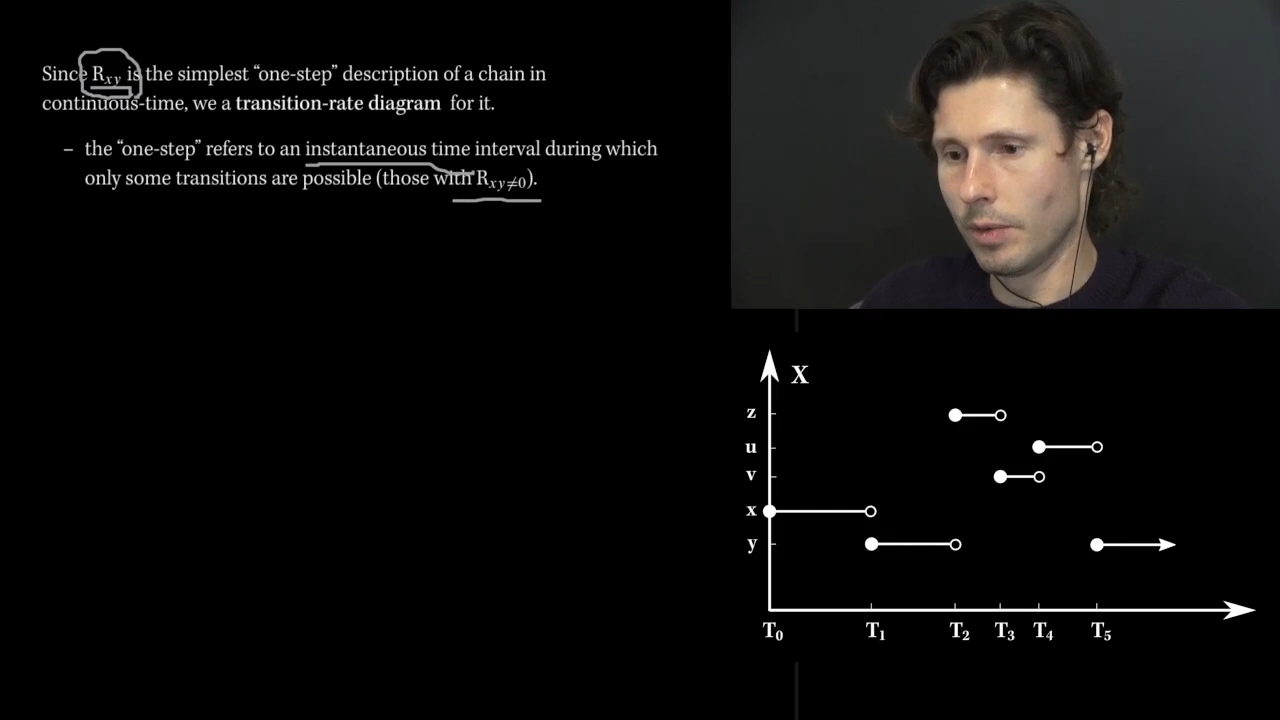 Since R_xy is the simplest “one-step” description of a chain in
continuous-time, we a transition-rate diagram for it.
– the “one-step” refers to an instantaneous time interval during which
only some transitions are possible (those with R_xy≠0).
X
z
u
v
x
y
T₀ T₁ T₂ T₃ T₄ T₅